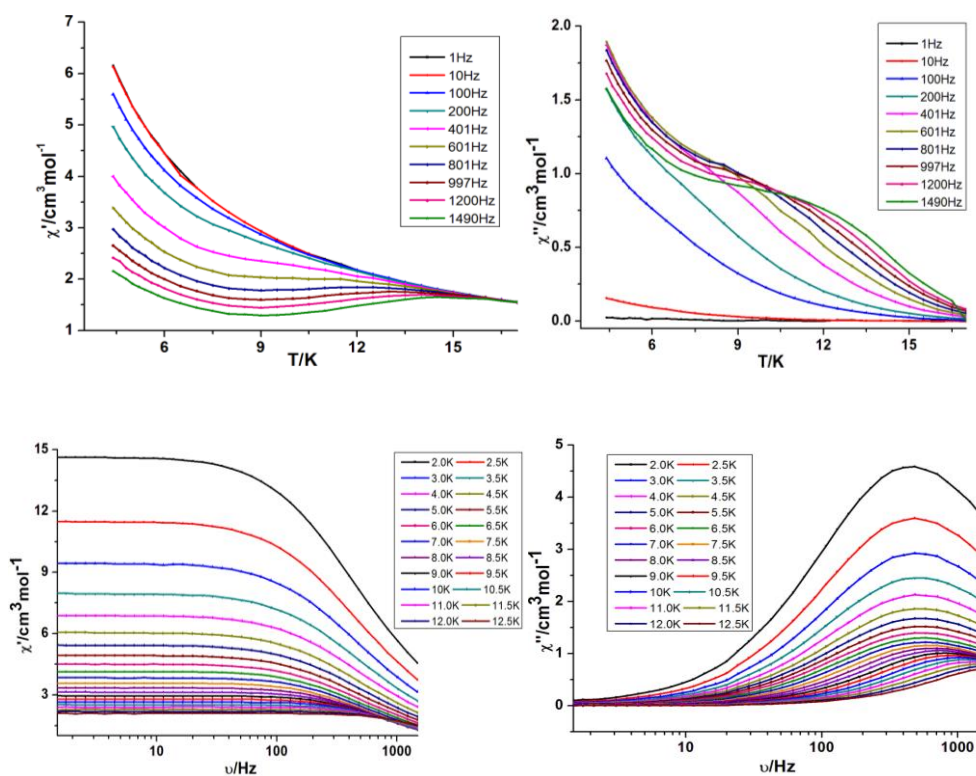 7
6
5
4
3
2
1
χ'/cm³mol⁻¹
6 9 12 15
T/K
1Hz
10Hz
100Hz
200Hz
401Hz
601Hz
801Hz
997Hz
1200Hz
1490Hz
2.0
1.5
1.0
0.5
0.0
χ''/cm³mol⁻¹
6 9 12 15
T/K
1Hz
10Hz
100Hz
200Hz
401Hz
601Hz
801Hz
997Hz
1200Hz
1490Hz
15
12
9
6
3
χ'/cm³mol⁻¹
10 100 1000
υ/Hz
2.0K 2.5K
3.0K 3.5K
4.0K 4.5K
5.0K 5.5K
6.0K 6.5K
7.0K 7.5K
8.0K 8.5K
9.0K 9.5K
10K 10.5K
11.0K 11.5K
12.0K 12.5K
5
4
3
2
1
0
χ''/cm³mol⁻¹
10 100 1000
υ/Hz
2.0K 2.5K
3.0K 3.5K
4.0K 4.5K
5.0K 5.5K
6.0K 6.5K
7.0K 7.5K
8.0K 8.5K
9.0K 9.5K
10K 10.5K
11.0K 11.5K
12.0K 12.5K